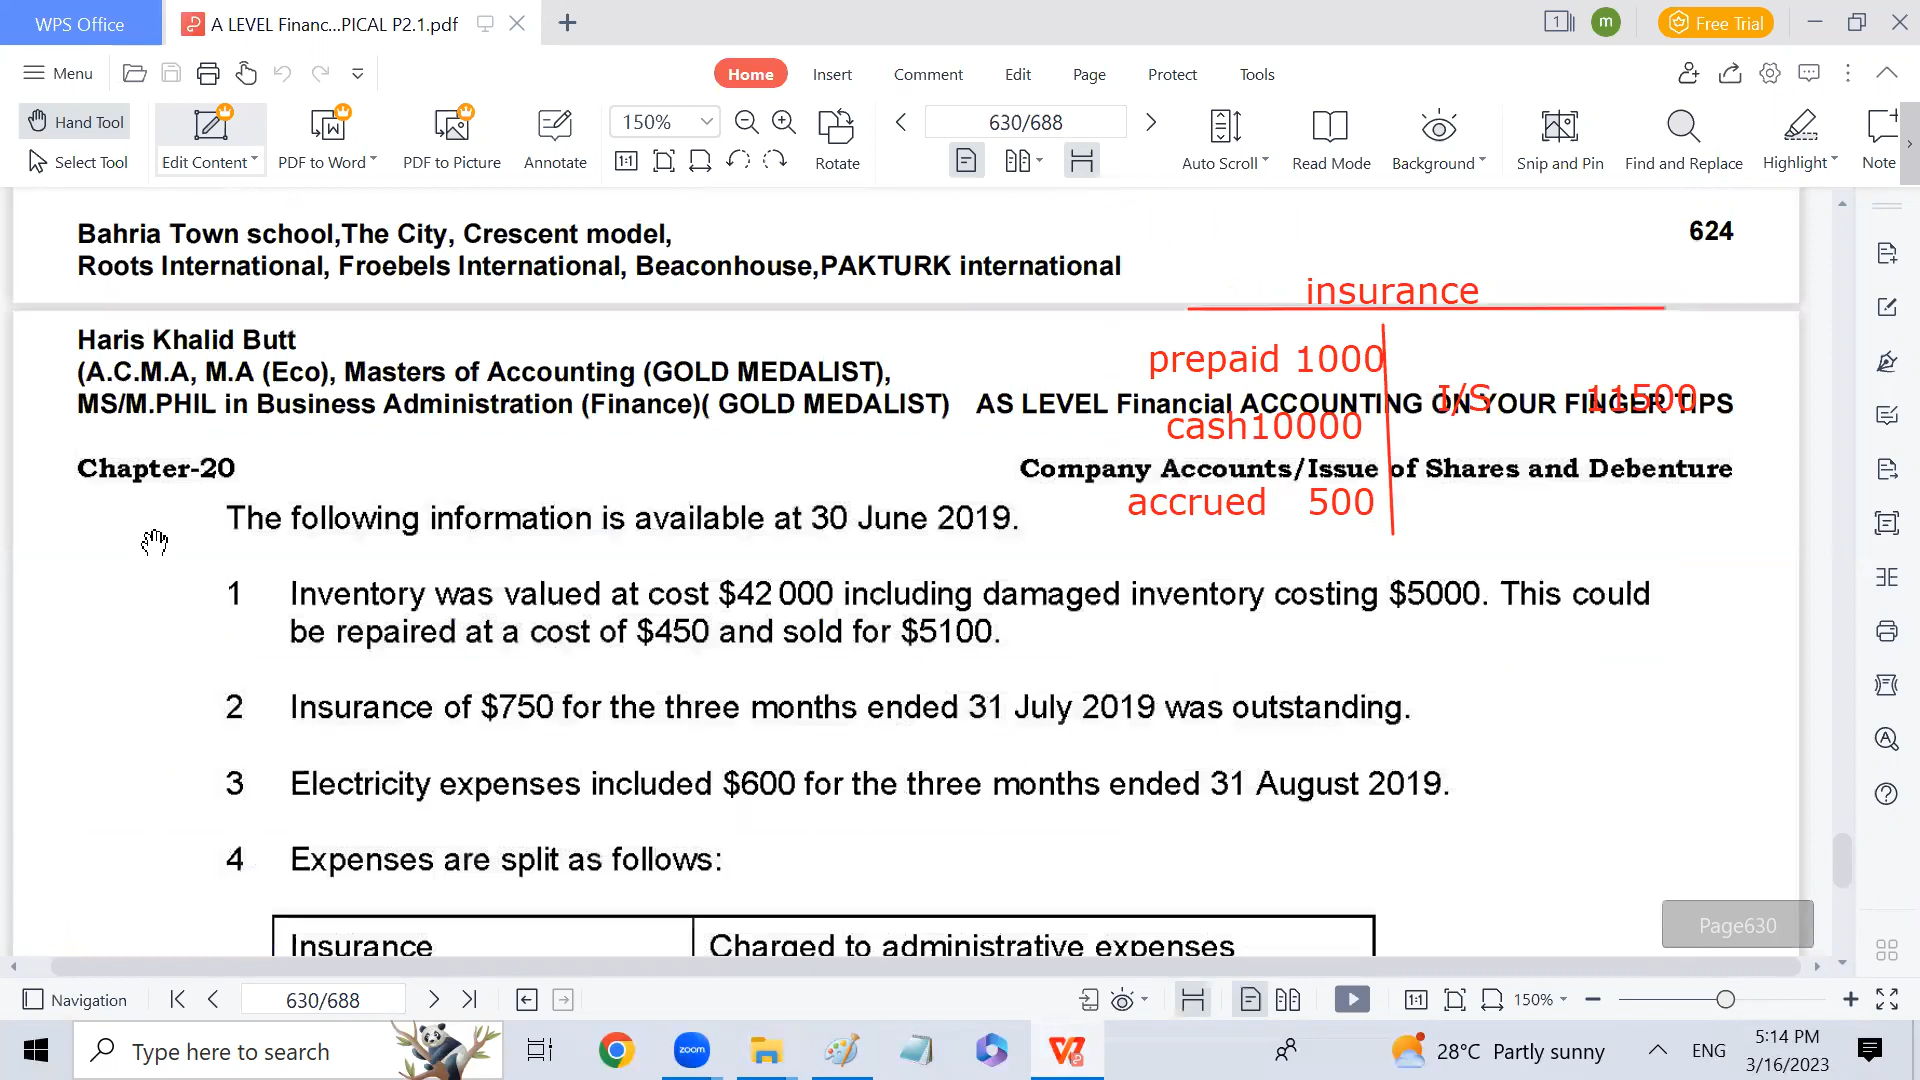 WPS Office
A LEVEL Financ...PICAL P2.1.pdf
1
m
Free Trial
Menu
Home
Insert
Comment
Edit
Page
Protect
Tools
Hand Tool
Select Tool
Edit Content
PDF to Word
PDF to Picture
Annotate
150%
1:1
Rotate
630/688
Auto Scroll
Read Mode
Background
Snip and Pin
Find and Replace
Highlight
Note
Bahria Town school,The City, Crescent model,
624
Roots International, Froebels International, Beaconhouse,PAKTURK international
insurance
Haris Khalid Butt
prepaid 1000
(A.C.M.A, M.A (Eco), Masters of Accounting (GOLD MEDALIST),
MS/M.PHIL in Business Administration (Finance)( GOLD MEDALIST) AS LEVEL Financial ACCOUNTING ON YOUR FINGER TIPS
I/S 11500
cash10000
Chapter-20 Company Accounts/Issue of Shares and Debenture
accrued 500
The following information is available at 30 June 2019.
1 Inventory was valued at cost $42 000 including damaged inventory costing $5000. This could
be repaired at a cost of $450 and sold for $5100.
2 Insurance of $750 for the three months ended 31 July 2019 was outstanding.
3 Electricity expenses included $600 for the three months ended 31 August 2019.
4 Expenses are split as follows:
Insurance Charged to administrative expenses
Page630
Navigation
630/688
1:1
150%
Type here to search
zoom
28°C Partly sunny
ENG
5:14 PM
3/16/2023